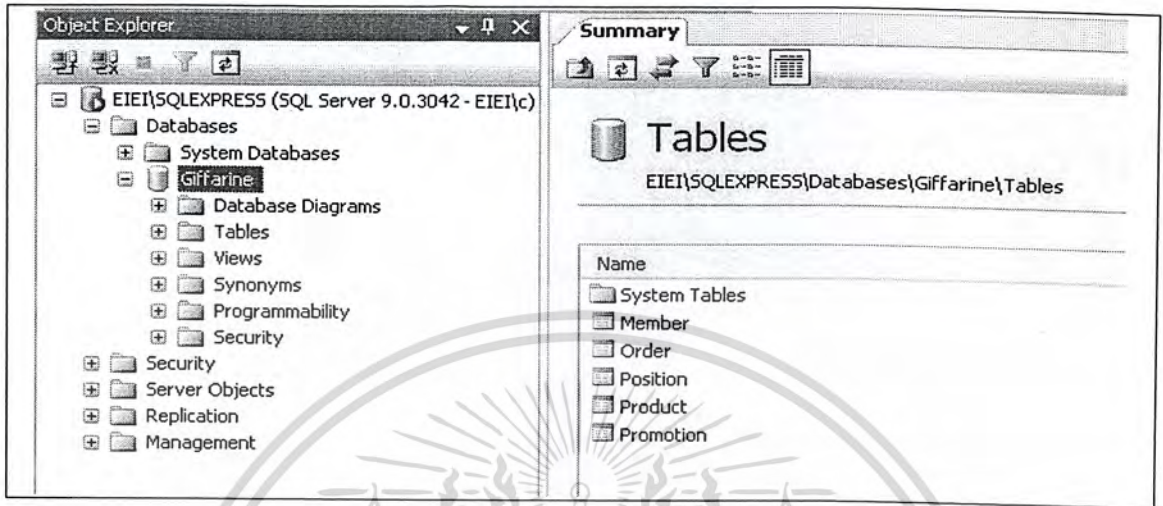 Object Explorer
EIEI\SQLEXPRESS (SQL Server 9.0.3042 - EIEI\c)
Databases
System Databases
Giffarine
Database Diagrams
Tables
Views
Synonyms
Programmability
Security
Security
Server Objects
Replication
Management
Summary
Tables
EIEI\SQLEXPRESS\Databases\Giffarine\Tables
Name
System Tables
Member
Order
Position
Product
Promotion